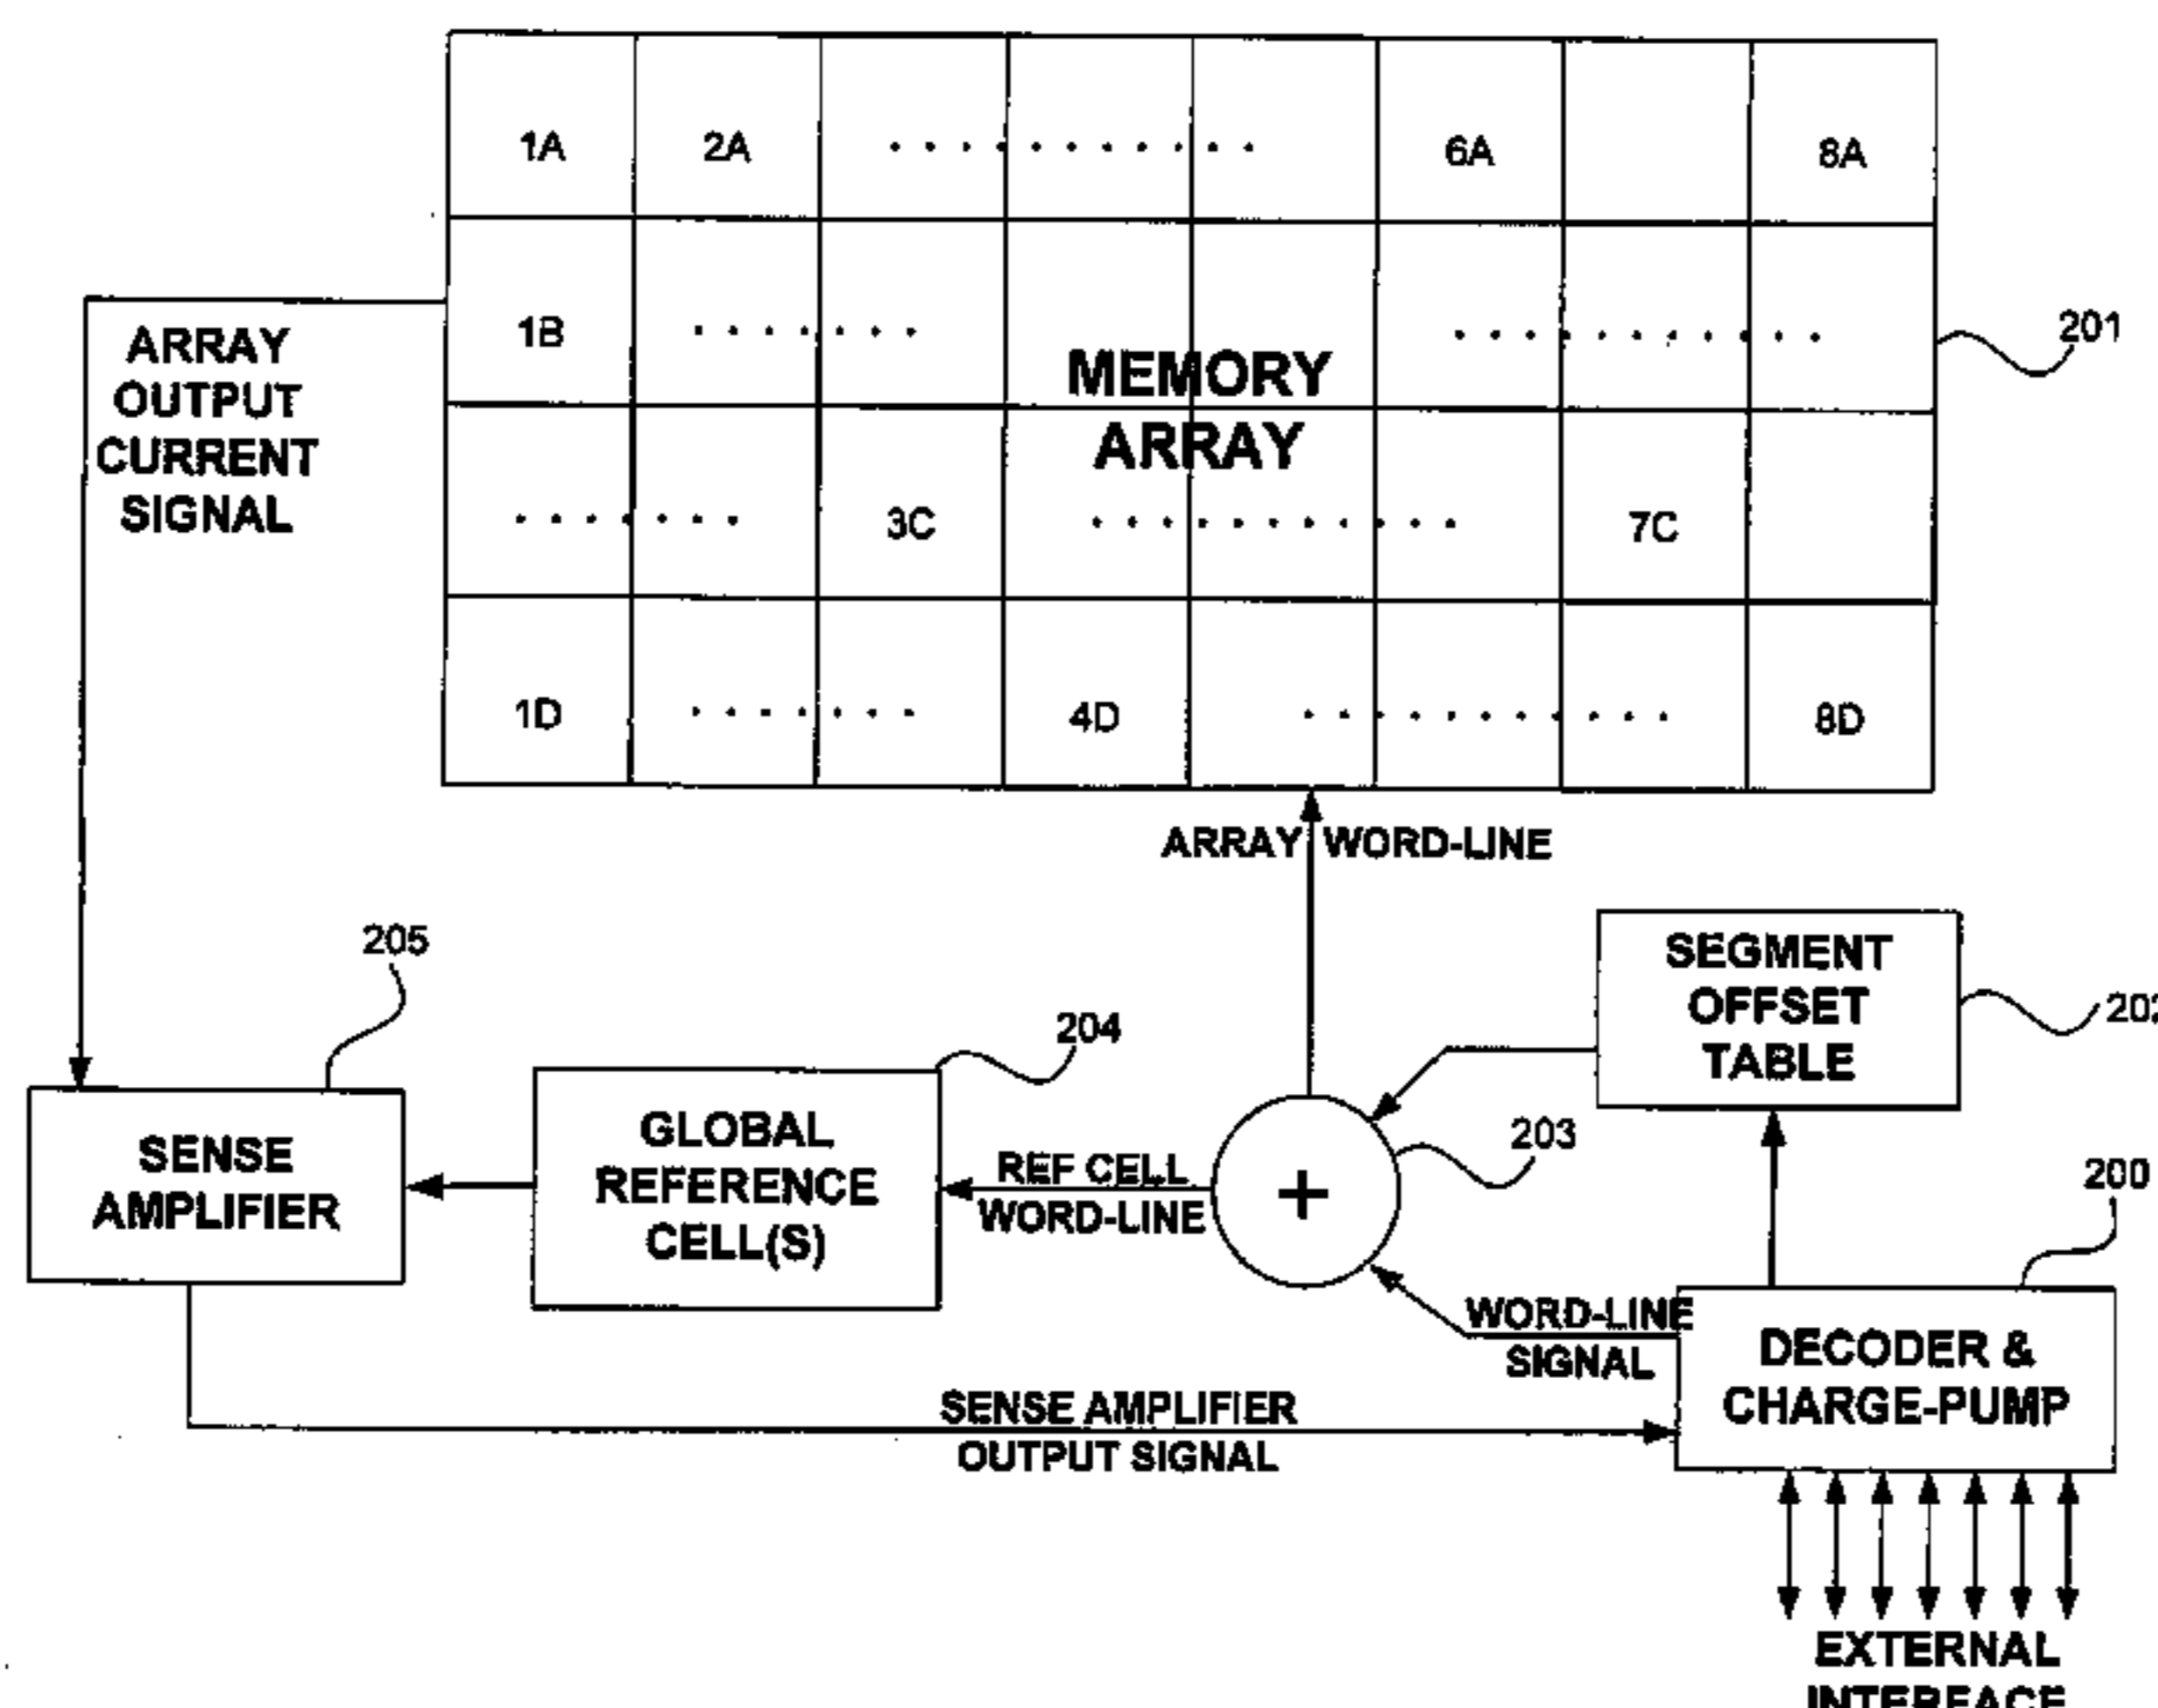 1A 2A 6A 8A
1B
MEMORY
ARRAY
3C 7C
1D 4D 8D
201
ARRAY
OUTPUT
CURRENT
SIGNAL
ARRAY WORD-LINE
205
204
SEGMENT
OFFSET
TABLE
202
SENSE
AMPLIFIER
GLOBAL
REFERENCE
CELL(S)
REF CELL
WORD-LINE
+
203
200
WORD-LINE
SIGNAL
DECODER &
CHARGE-PUMP
SENSE AMPLIFIER
OUTPUT SIGNAL
EXTERNAL
INTERFACE